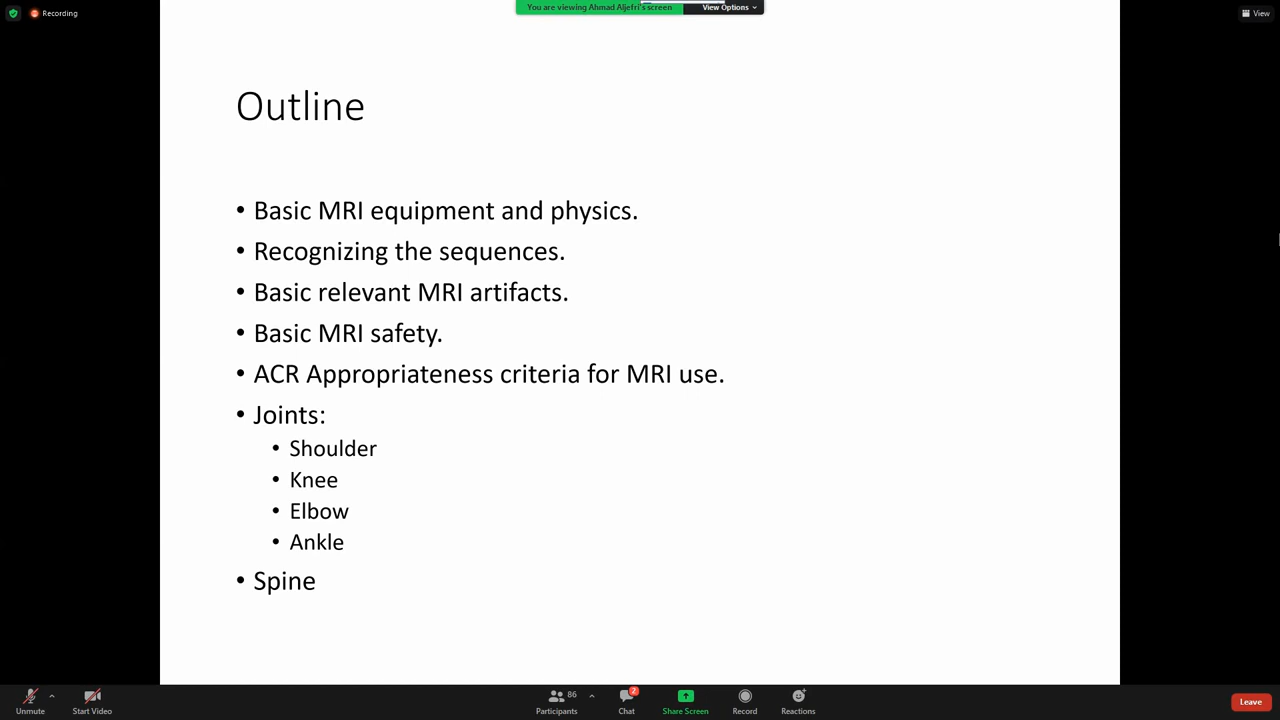 Recording
You are viewing Ahmad Aljefri's screen
View Options
View
Outline
• Basic MRI equipment and physics.
• Recognizing the sequences.
• Basic relevant MRI artifacts.
• Basic MRI safety.
• ACR Appropriateness criteria for MRI use.
• Joints:
• Shoulder
• Knee
• Elbow
• Ankle
• Spine
Unmute
Start Video
86
Participants
2
Chat
Share Screen
Record
Reactions
Leave